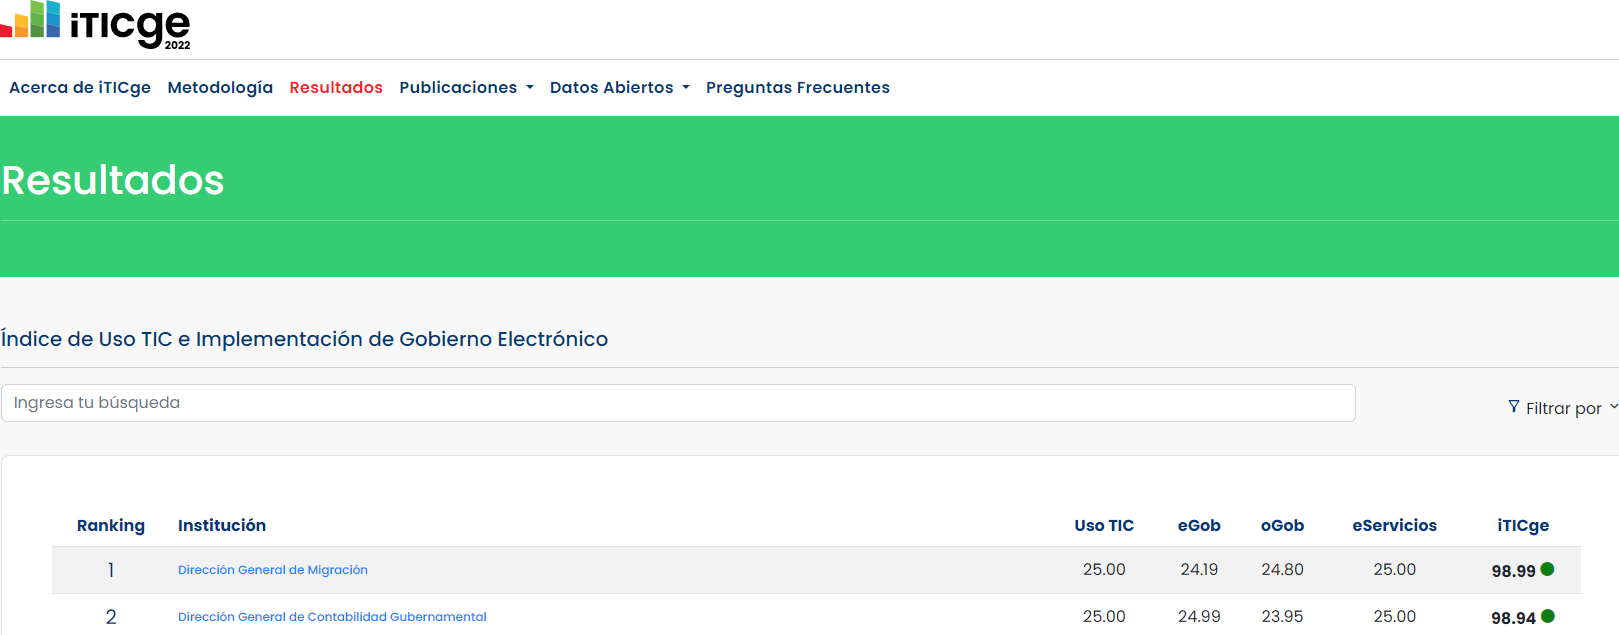 iTICge
2022
Acerca de iTICge Metodología Resultados Publicaciones Datos Abiertos Preguntas Frecuentes
Resultados
Índice de Uso TIC e Implementación de Gobierno Electrónico
Ingresa tu búsqueda Filtrar por
Ranking Institución Uso TIC eGob oGob eServicios iTICge
1 Dirección General de Migración 25.00 24.19 24.80 25.00 98.99
2 Dirección General de Contabilidad Gubernamental 25.00 24.99 23.95 25.00 98.94